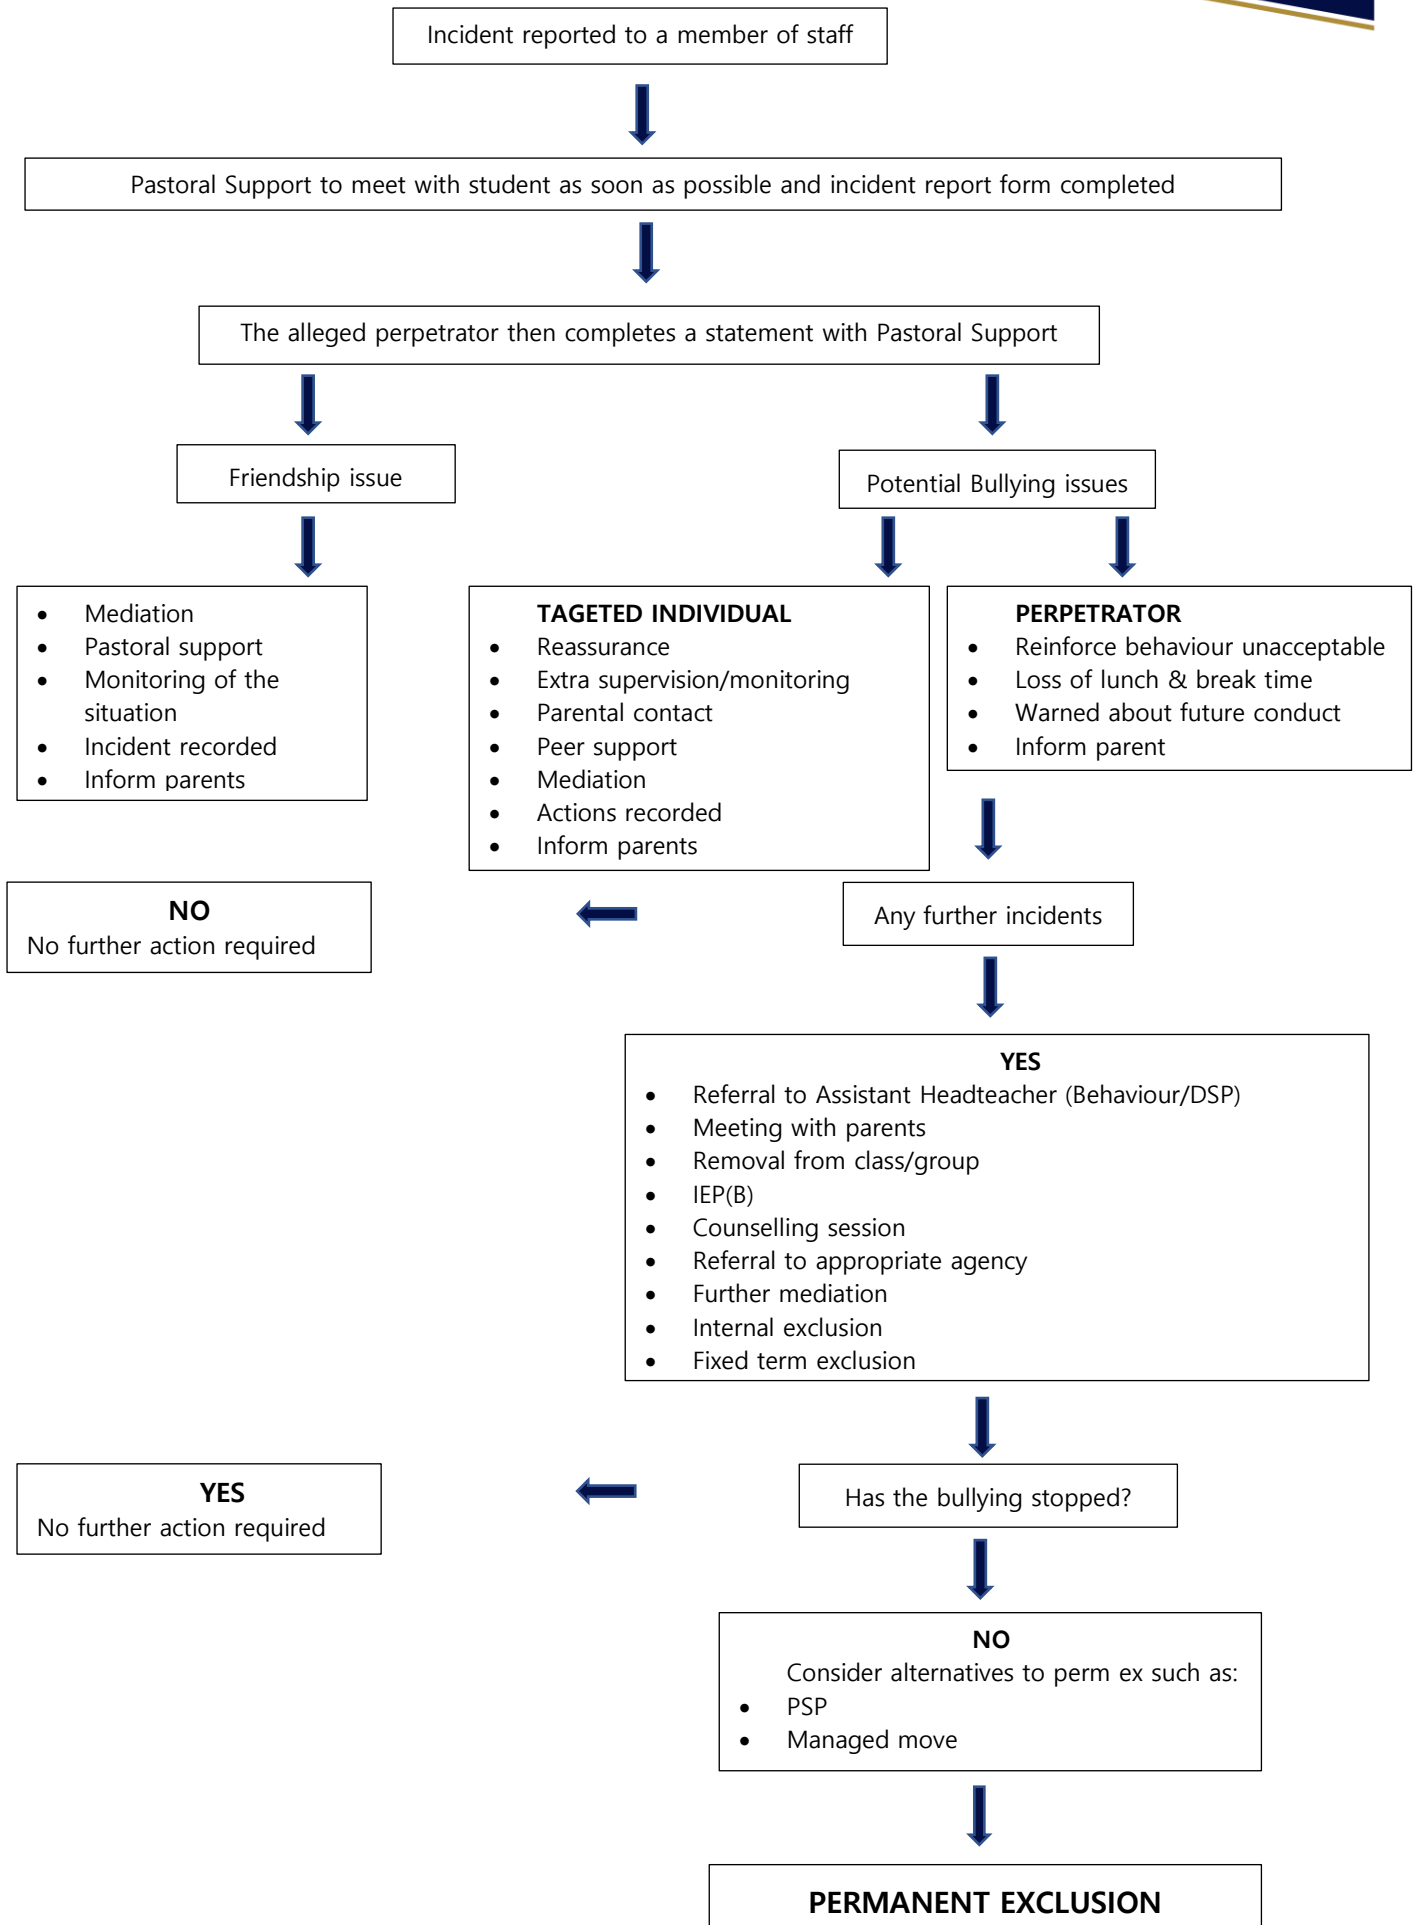 Incident reported to a member of staff
Pastoral Support to meet with student as soon as possible and incident report form completed
The alleged perpetrator then completes a statement with Pastoral Support
Friendship issue
Potential Bullying issues
• Mediation
• Pastoral support
• Monitoring of the
situation
• Incident recorded
• Inform parents
TAGETED INDIVIDUAL
• Reassurance
• Extra supervision/monitoring
• Parental contact
• Peer support
• Mediation
• Actions recorded
• Inform parents
PERPETRATOR
• Reinforce behaviour unacceptable
• Loss of lunch & break time
• Warned about future conduct
• Inform parent
NO
No further action required
Any further incidents
YES
• Referral to Assistant Headteacher (Behaviour/DSP)
• Meeting with parents
• Removal from class/group
• IEP(B)
• Counselling session
• Referral to appropriate agency
• Further mediation
• Internal exclusion
• Fixed term exclusion
YES
No further action required
Has the bullying stopped?
NO
Consider alternatives to perm ex such as:
• PSP
• Managed move
PERMANENT EXCLUSION